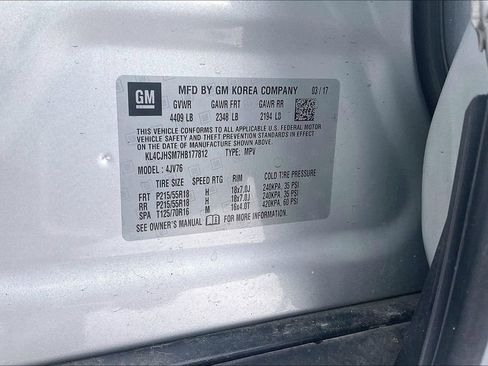 GM
MFD BY GM KOREA COMPANY 03/17
GVWR GAWR FRT GAWR RR
4409 LB 2348 LB 2194 LB
THIS VEHICLE CONFORMS TO ALL APPLICABLE U.S. FEDERAL MOTOR
VEHICLE SAFETY AND THEFT PREVENTION STANDARDS IN EFFECT
ON THE DATE OF MANUFACTURE SHOWN ABOVE.
KL4CJHSM7HB177812 TYPE: MPV
MODEL: 4JV76
TIRE SIZE SPEED RTG RIM COLD TIRE PRESSURE
FRT P215/55R18 H 18x7.0J 240KPA, 35 PSI
RR P215/55R18 H 18x7.0J 240KPA, 35 PSI
SPA T125/70R16 M 16x4.0T 420KPA, 60 PSI
SEE OWNER'S MANUAL FOR MORE INFORMATION